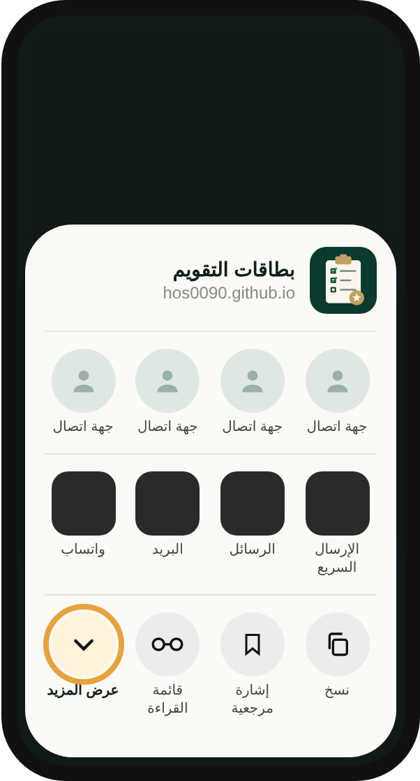 بطاقات التقويم
hos0090.github.io
جهة اتصال
جهة اتصال
جهة اتصال
جهة اتصال
الإرسال
السريع
الرسائل
البريد
واتساب
نسخ
إشارة
مرجعية
قائمة
القراءة
عرض المزيد